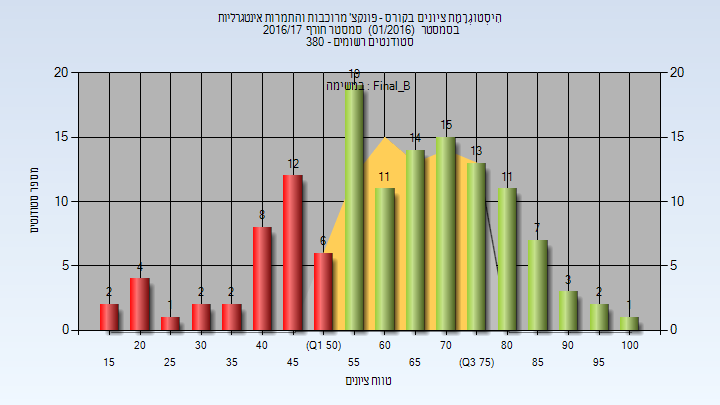 היסטוגרמת ציונים בקורס - פונקצ' מרוכבות והתמרות אינטגרליות
בסמסטר (01/2016) סמסטר חורף 2016/17
סטודנטים רשומים - 380
במשימה : Final_B
20 20
15 15
10 10
5 5
0 0
מספר סטודנטים
2 4 1 2 2 8 12 6 19 11 14 15 13 11 7 3 2 1
20 30 40 (Q1 50) 60 70 80 90 100
15 25 35 45 55 65 (Q3 75) 85 95
טווח ציונים